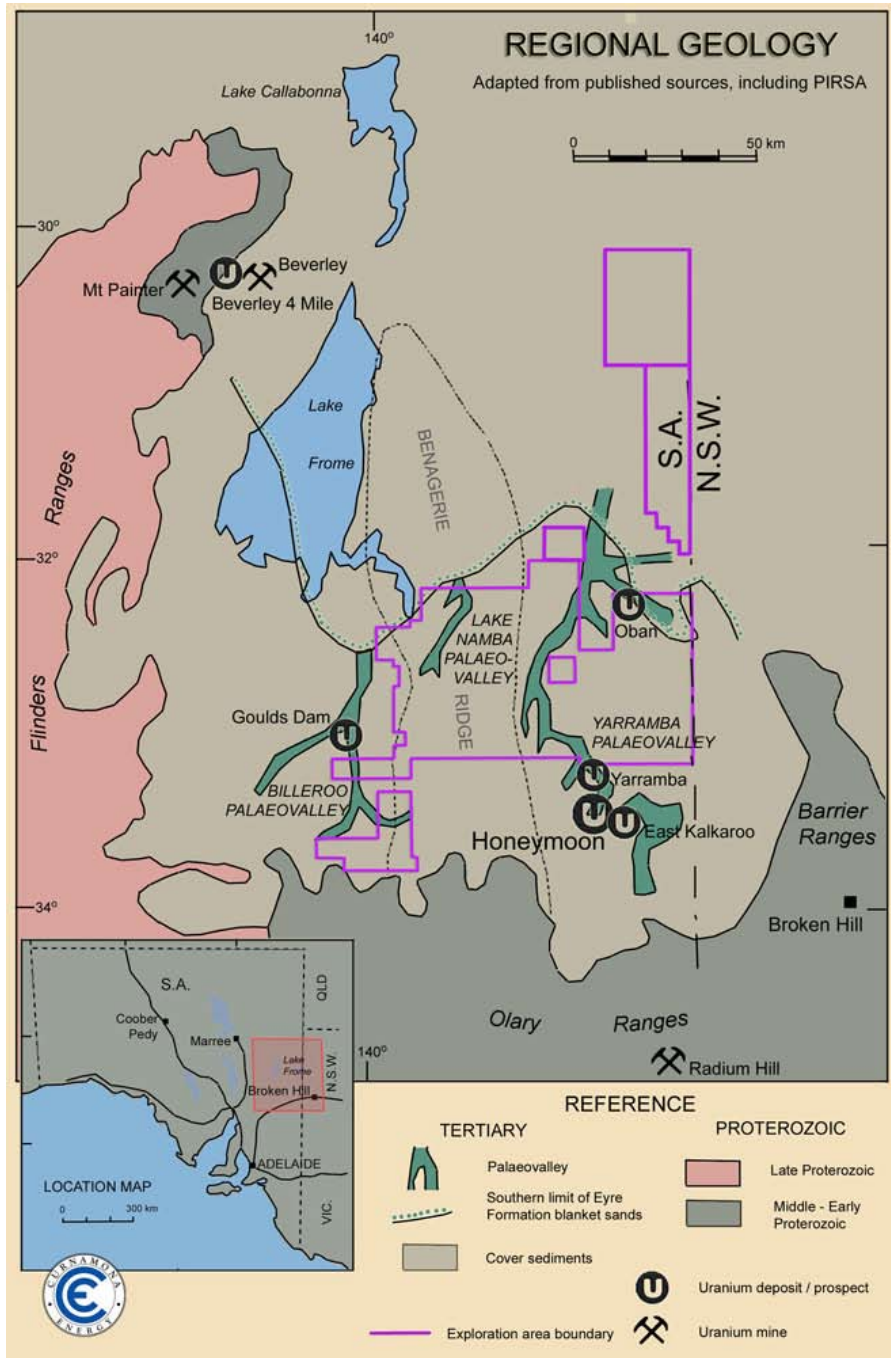 140°
REGIONAL GEOLOGY
Adapted from published sources, including PIRSA
0 50 km
Lake Callabonna
30°
Mt Painter
Beverley
Beverley 4 Mile
Lake
Frome
BENAGERIE
RIDGE
S.A.
N.S.W.
Ranges
Flinders
32°
LAKE
NAMBA
PALAEO-
VALLEY
Oban
Goulds Dam
YARRAMBA
PALAEOVALLEY
BILLEROO
PALAEOVALLEY
Yarramba
Honeymoon
East Kalkaroo
Barrier
Ranges
34°
Broken Hill
Olary Ranges
140°
Radium Hill
S.A.
QLD
Coober
Pedy
Marree
Lake
Frome
N.S.W.
Broken Hill
ADELAIDE
LOCATION MAP
0 300 km
VIC.
CURNAMONA
ENERGY
REFERENCE
TERTIARY
Palaeovalley
Southern limit of Eyre
Formation blanket sands
Cover sediments
Exploration area boundary
PROTEROZOIC
Late Proterozoic
Middle - Early
Proterozoic
U
Uranium deposit / prospect
Uranium mine